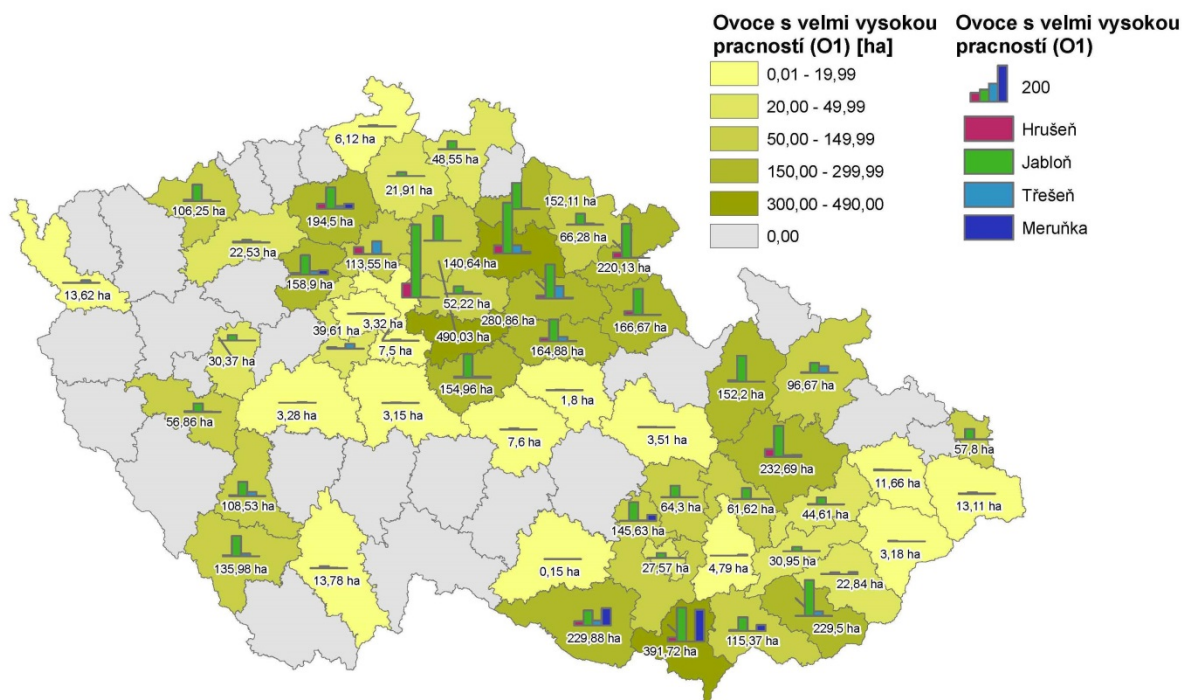 Ovoce s velmi vysokou
pracností (O1) [ha]
0,01 - 19,99
20,00 - 49,99
50,00 - 149,99
150,00 - 299,99
300,00 - 490,00
0,00
Ovoce s velmi vysokou
pracností (O1)
200
Hrušeň
Jabloň
Třešeň
Meruňka
6,12 ha
48,55 ha
21,91 ha
106,25 ha
194,5 ha
152,11 ha
66,28 ha
22,53 ha
113,55 ha
140,64 ha
220,13 ha
158,9 ha
13,62 ha
52,22 ha
280,86 ha
166,67 ha
39,61 ha
3,32 ha
490,03 ha
7,5 ha
164,88 ha
30,37 ha
154,96 ha
152,2 ha
96,67 ha
1,8 ha
3,28 ha
3,15 ha
56,86 ha
7,6 ha
3,51 ha
57,8 ha
232,69 ha
11,66 ha
108,53 ha
64,3 ha
61,62 ha
44,61 ha
13,11 ha
145,63 ha
3,18 ha
135,98 ha
13,78 ha
0,15 ha
27,57 ha
4,79 ha
30,95 ha
22,84 ha
229,88 ha
391,72 ha
115,37 ha
229,5 ha